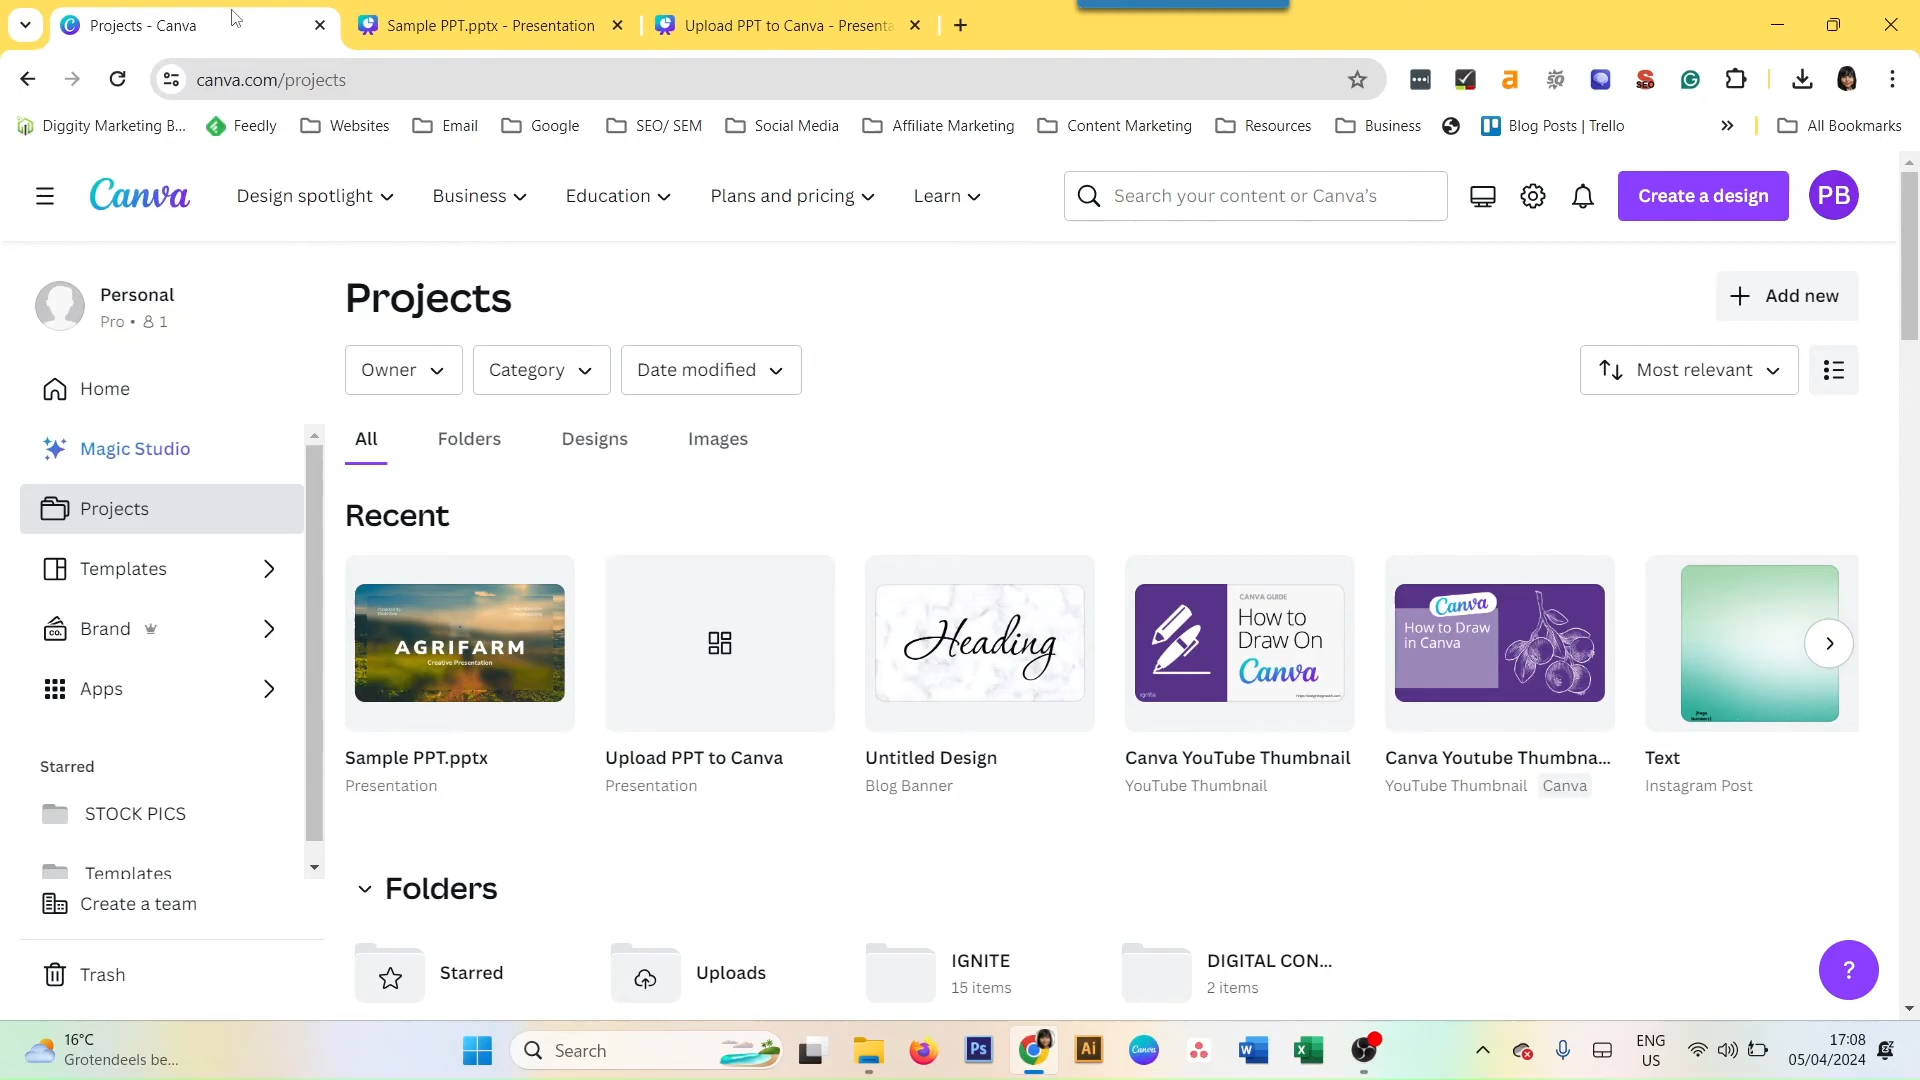 Projects - Canva
Sample PPT.pptx - Presentation
Upload PPT to Canva - Presenta
canva.com/projects
Diggity Marketing B...
Feedly
Websites
Email
Google
SEO/ SEM
Social Media
Affiliate Marketing
Content Marketing
Resources
Business
Blog Posts | Trello
All Bookmarks
Canva
Design spotlight
Business
Education
Plans and pricing
Learn
Search your content or Canva's
Create a design
PB
Personal
Pro • 1
Home
Magic Studio
Projects
Templates
Brand
Apps
Starred
STOCK PICS
Templates
Create a team
Trash
Projects
Add new
Owner
Category
Date modified
Most relevant
All
Folders
Designs
Images
Recent
AGRIFARM
Creative Presentation
Heading
CANVA GUIDE
How to
Draw On
Canva
Canva
How to Draw
in Canva
Sample PPT.pptx
Presentation
Upload PPT to Canva
Presentation
Untitled Design
Blog Banner
Canva YouTube Thumbnail
YouTube Thumbnail
Canva Youtube Thumbna...
YouTube Thumbnail
Canva
Text
Instagram Post
Folders
Starred
Uploads
IGNITE
15 items
DIGITAL CON...
2 items
?
16°C
Grotendeels be...
Search
Ps
Ai
Canva
ENG
US
17:08
05/04/2024